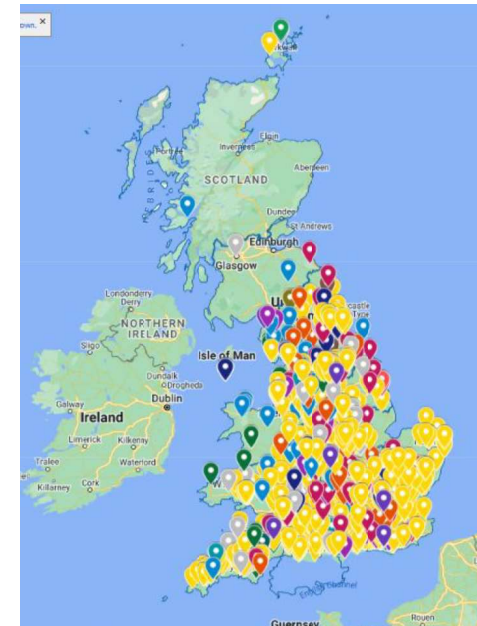 own. ×
Elgin
Inverness
Aberdeen
SCOTLAND
Dundee
St Andrews
Edinburgh
Glasgow
Londonderry
Derry
NORTHERN
IRELAND
Sligo
Isle of Man
Dundalk
Drogheda
Dublin
Galway
Ireland
Limerick
Kilkenny
Tralee
Waterford
Killarney
Cork
Guernsey
Rouen